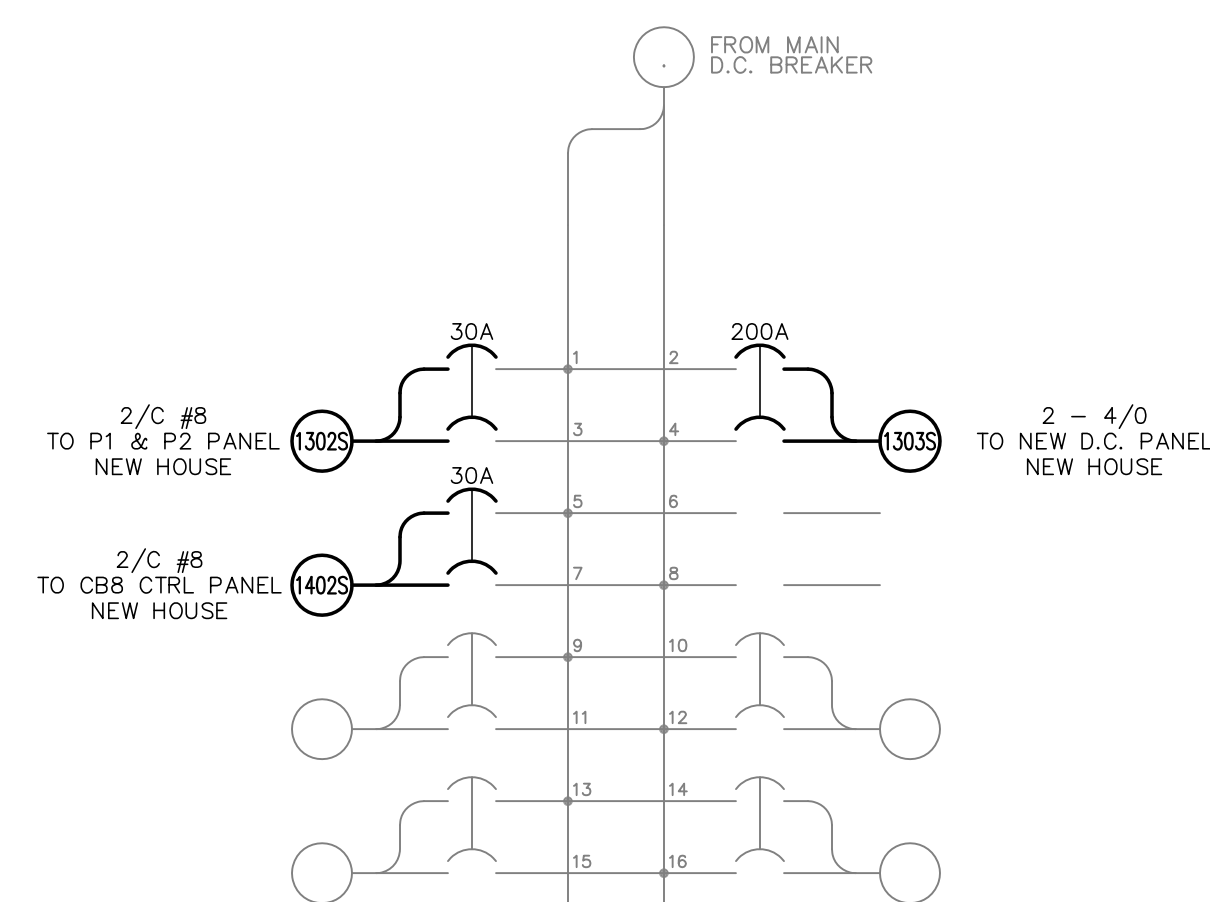 FROM MAIN
D.C. BREAKER
30A
200A
1
2
2/C #8
TO P1 & P2 PANEL
NEW HOUSE
1302S
3
4
1303S
2 - 4/0
TO NEW D.C. PANEL
NEW HOUSE
30A
5
6
2/C #8
TO CB8 CTRL PANEL
NEW HOUSE
1402S
7
8
9
10
11
12
13
14
15
16